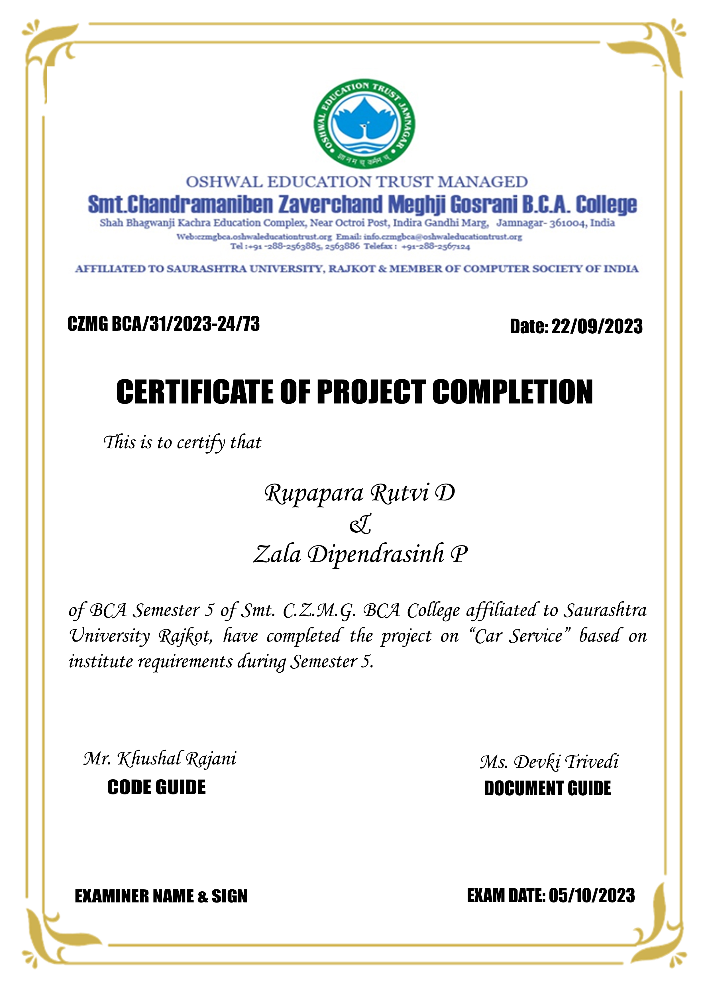 OSHWAL EDUCATION TRUST JAMNAGAR
OSHWAL EDUCATION TRUST MANAGED
Smt.Chandramaniben Zaverchand Meghji Gosrani B.C.A. College
Shah Bhagwanji Kachra Education Complex, Near Octroi Post, Indira Gandhi Marg, Jamnagar- 361004, India
Web:czmgbca.oshwaleducationtrust.org Email: info.czmgbca@oshwaleducationtrust.org
Tel :+91 -288-2563885, 2563886 Telefax : +91-288-2567124
AFFILIATED TO SAURASHTRA UNIVERSITY, RAJKOT & MEMBER OF COMPUTER SOCIETY OF INDIA
CZMG BCA/31/2023-24/73
Date: 22/09/2023
CERTIFICATE OF PROJECT COMPLETION
This is to certify that
Rupapara Rutvi D
&
Zala Dipendrasinh P
of BCA Semester 5 of Smt. C.Z.M.G. BCA College affiliated to Saurashtra
University Rajkot, have completed the project on “Car Service” based on
institute requirements during Semester 5.
Mr. Khushal Rajani
Ms. Devki Trivedi
CODE GUIDE
DOCUMENT GUIDE
EXAMINER NAME & SIGN
EXAM DATE: 05/10/2023